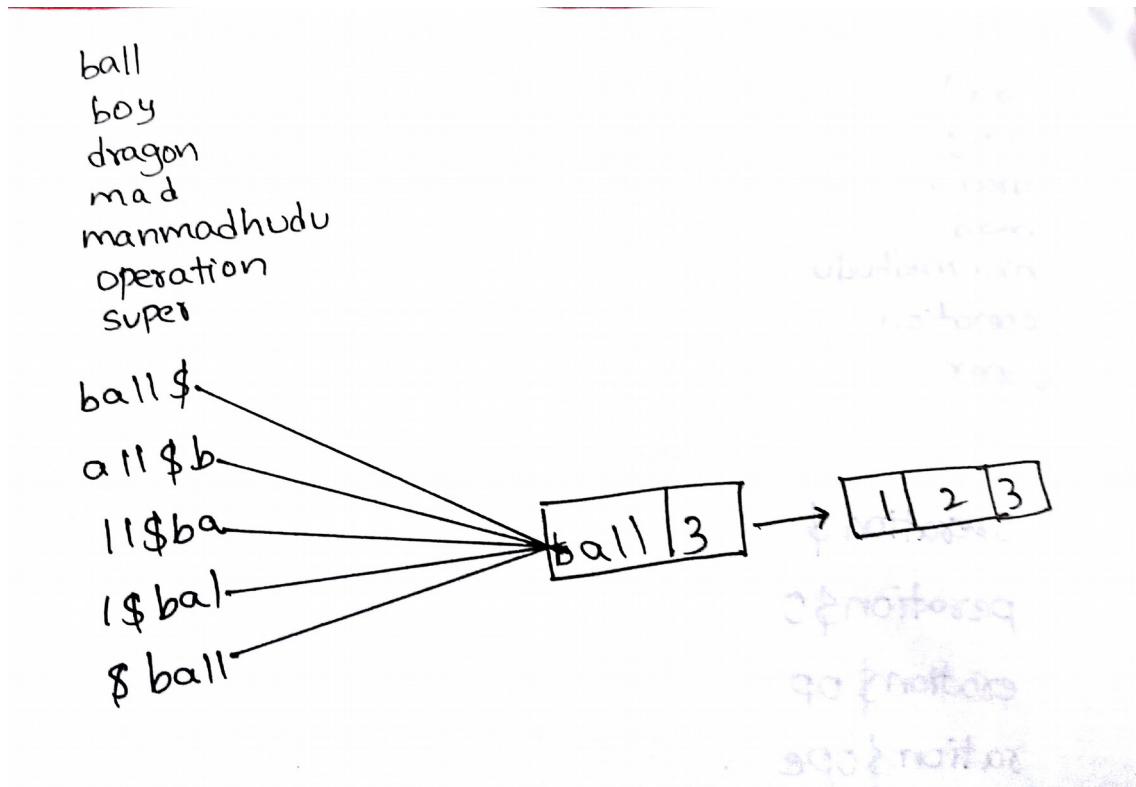 ball
boy
dragon
mad
manmadhudu
operation
super
ball$
all$b
ll$ba
l$bal
$ball
ball 3
1 2 3